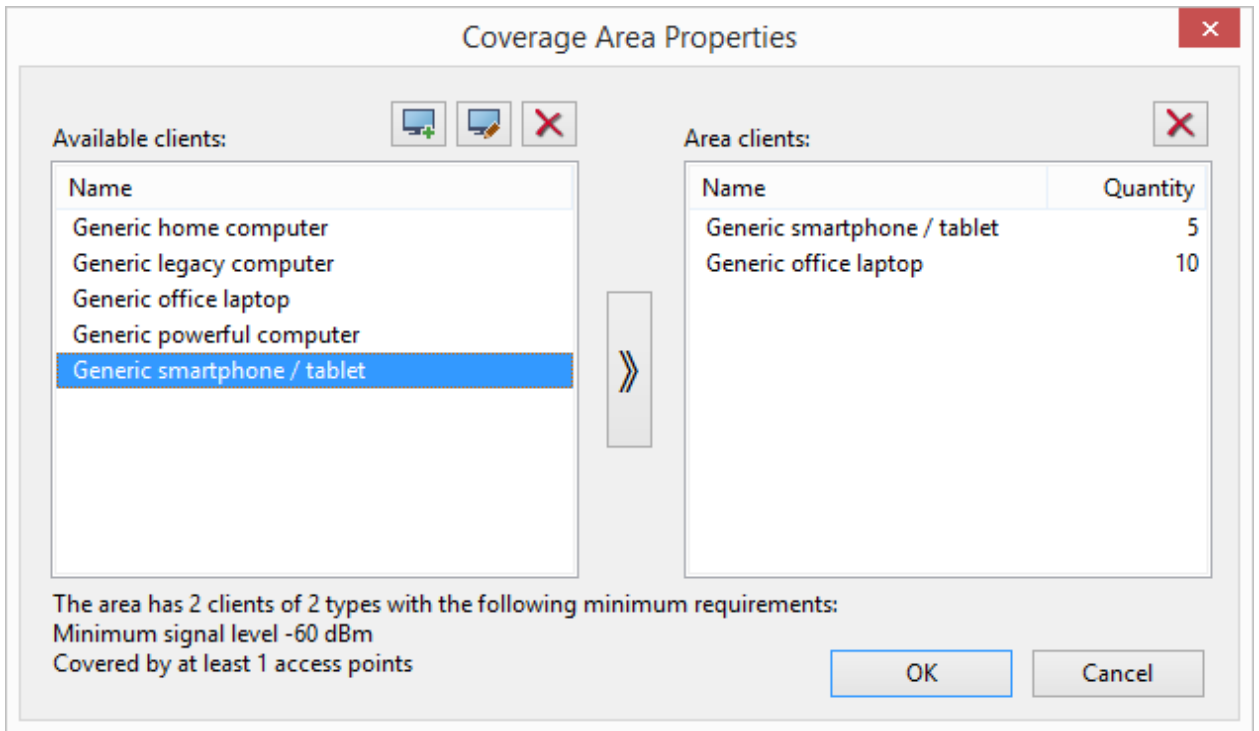 Coverage Area Properties
Available clients:
Name
Generic home computer
Generic legacy computer
Generic office laptop
Generic powerful computer
Generic smartphone / tablet
Area clients:
Name Quantity
Generic smartphone / tablet 5
Generic office laptop 10
The area has 2 clients of 2 types with the following minimum requirements:
Minimum signal level -60 dBm
Covered by at least 1 access points
OK Cancel